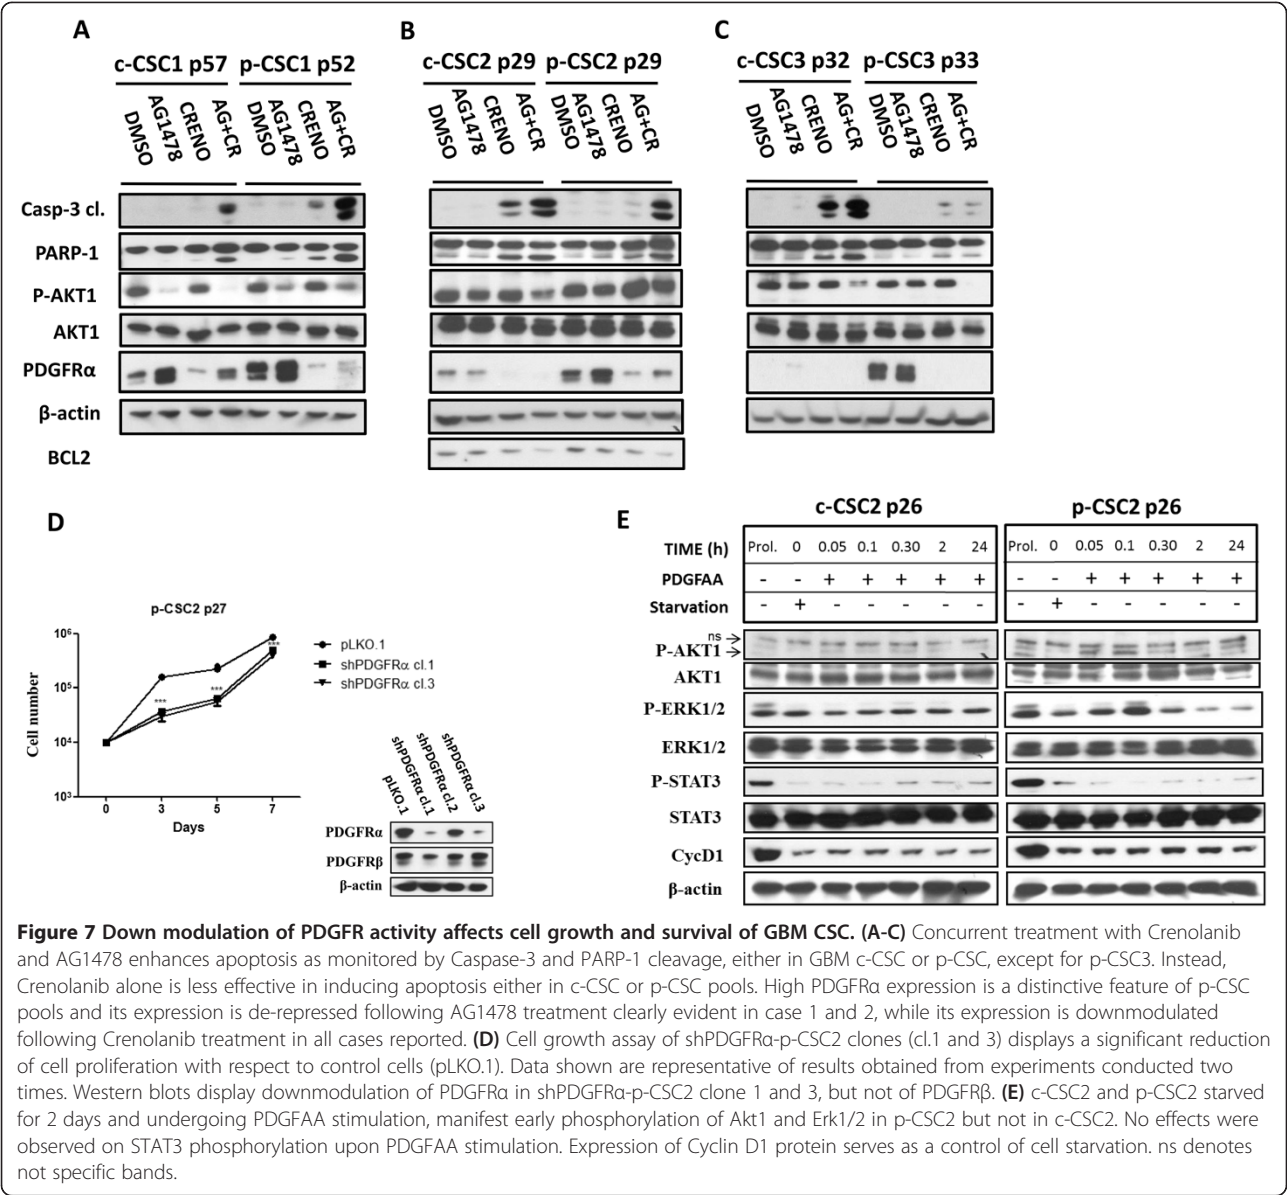 A
B
C
c-CSC1 p57 p-CSC1 p52
c-CSC2 p29 p-CSC2 p29
c-CSC3 p32 p-CSC3 p33
DMSO AG1478 CRENO AG+CR DMSO AG1478 CRENO AG+CR
DMSO AG1478 CRENO AG+CR DMSO AG1478 CRENO AG+CR
DMSO AG1478 CRENO AG+CR DMSO AG1478 CRENO AG+CR
Casp-3 cl.
PARP-1
P-AKT1
AKT1
PDGFRα
β-actin
BCL2
D
p-CSC2 p27
Cell number
10⁶
10⁵
10⁴
10³
***
***
***
0 3 5 7
Days
pLKO.1
shPDGFRα cl.1
shPDGFRα cl.3
pLKO.1 shPDGFRα cl.1 shPDGFRα cl.2 shPDGFRα cl.3
PDGFRα
PDGFRβ
β-actin
E
c-CSC2 p26
p-CSC2 p26
TIME (h) Prol. 0 0.05 0.1 0.30 2 24 Prol. 0 0.05 0.1 0.30 2 24
PDGFAA - - + + + + + - - + + + + +
Starvation - + - - - - - - + - - - - -
ns
P-AKT1
AKT1
P-ERK1/2
ERK1/2
P-STAT3
STAT3
CycD1
β-actin
Figure 7 Down modulation of PDGFR activity affects cell growth and survival of GBM CSC. (A-C) Concurrent treatment with Crenolanib
and AG1478 enhances apoptosis as monitored by Caspase-3 and PARP-1 cleavage, either in GBM c-CSC or p-CSC, except for p-CSC3. Instead,
Crenolanib alone is less effective in inducing apoptosis either in c-CSC or p-CSC pools. High PDGFRα expression is a distinctive feature of p-CSC
pools and its expression is de-repressed following AG1478 treatment clearly evident in case 1 and 2, while its expression is downmodulated
following Crenolanib treatment in all cases reported. (D) Cell growth assay of shPDGFRα-p-CSC2 clones (cl.1 and 3) displays a significant reduction
of cell proliferation with respect to control cells (pLKO.1). Data shown are representative of results obtained from experiments conducted two
times. Western blots display downmodulation of PDGFRα in shPDGFRα-p-CSC2 clone 1 and 3, but not of PDGFRβ. (E) c-CSC2 and p-CSC2 starved
for 2 days and undergoing PDGFAA stimulation, manifest early phosphorylation of Akt1 and Erk1/2 in p-CSC2 but not in c-CSC2. No effects were
observed on STAT3 phosphorylation upon PDGFAA stimulation. Expression of Cyclin D1 protein serves as a control of cell starvation. ns denotes
not specific bands.